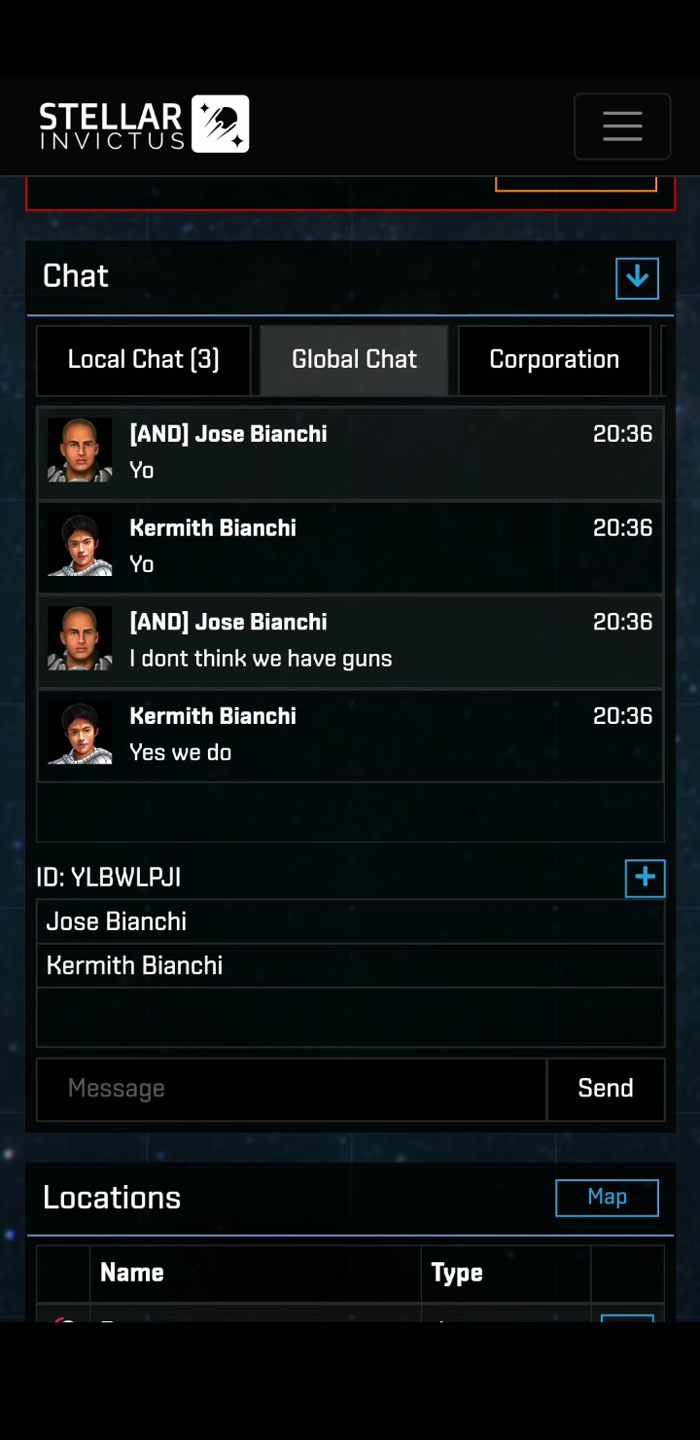 STELLAR
INVICTUS
Chat
Local Chat (3)
Global Chat
Corporation
[AND] Jose Bianchi
20:36
Yo
Kermith Bianchi
20:36
Yo
[AND] Jose Bianchi
20:36
I dont think we have guns
Kermith Bianchi
20:36
Yes we do
ID: YLBWLPJI
Jose Bianchi
Kermith Bianchi
Message
Send
Locations
Map
Name
Type